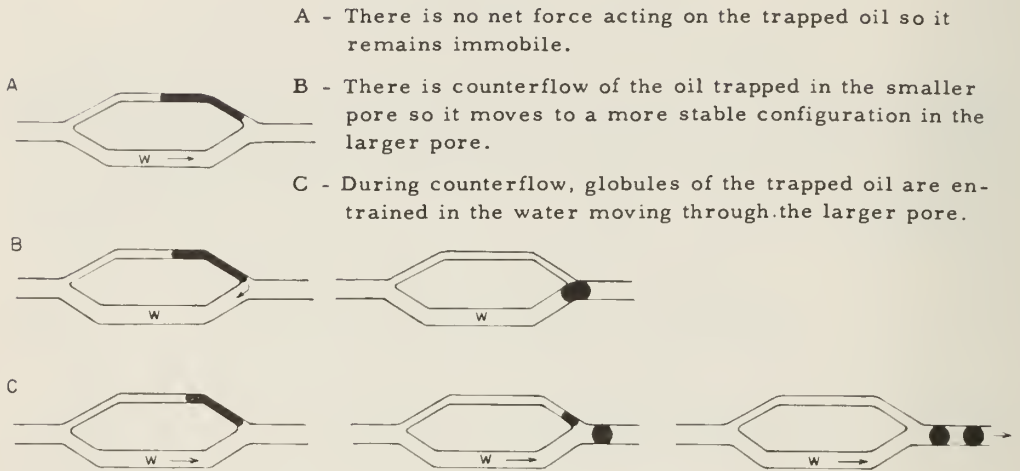 A - There is no net force acting on the trapped oil so it
remains immobile.
A
B - There is counterflow of the oil trapped in the smaller
pore so it moves to a more stable configuration in the
larger pore.
W
C - During counterflow, globules of the trapped oil are en-
trained in the water moving through the larger pore.
B
W
W
C
W
W
W